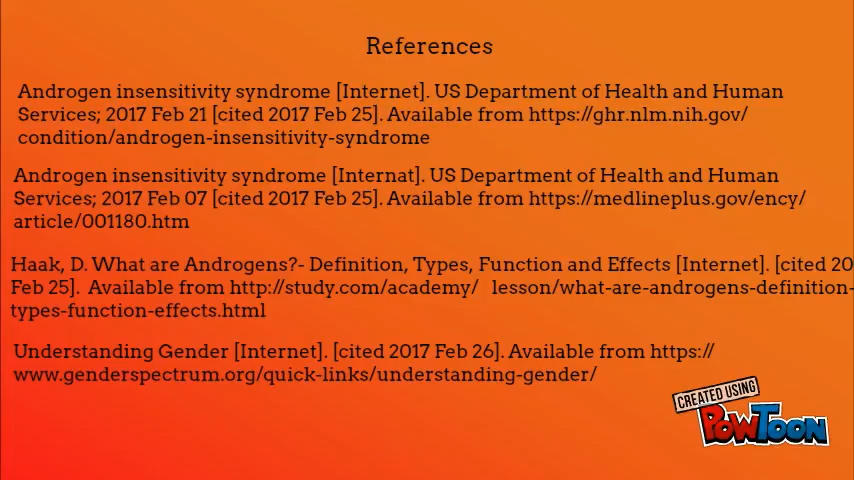 References
Androgen insensitivity syndrome [Internet]. US Department of Health and Human
Services; 2017 Feb 21 [cited 2017 Feb 25]. Available from https://ghr.nlm.nih.gov/
condition/androgen-insensitivity-syndrome
Androgen insensitivity syndrome [Internat]. US Department of Health and Human
Services; 2017 Feb 07 [cited 2017 Feb 25]. Available from https://medlineplus.gov/ency/
article/001180.htm
Haak, D. What are Androgens?- Definition, Types, Function and Effects [Internet]. [cited 20
Feb 25]. Available from http://study.com/academy/ lesson/what-are-androgens-definition-
types-function-effects.html
Understanding Gender [Internet]. [cited 2017 Feb 26]. Available from https://
www.genderspectrum.org/quick-links/understanding-gender/
CREATED USING
POWTOON